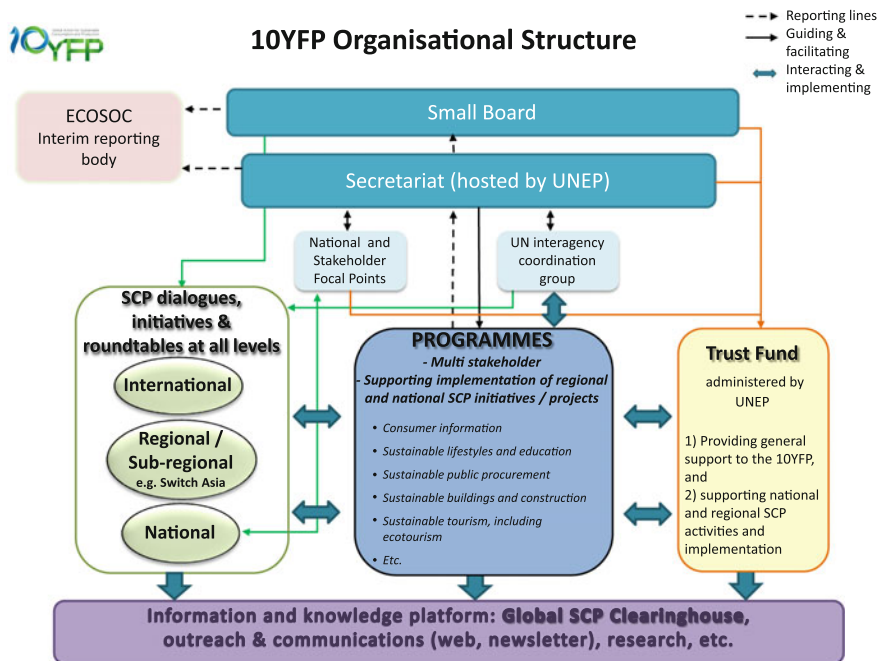 10YFP
10YFP Organisational Structure
Reporting lines
Guiding &
facilitating
Interacting &
implementing
ECOSOC
Interim reporting
body
Small Board
Secretariat (hosted by UNEP)
National and
Stakeholder
Focal Points
UN interagency
coordination
group
SCP dialogues,
initiatives &
roundtables at all levels
International
Regional /
Sub-regional
e.g. Switch Asia
National
PROGRAMMES
- Multi stakeholder
- Supporting implementation of regional
and national SCP initiatives / projects
• Consumer information
• Sustainable lifestyles and education
• Sustainable public procurement
• Sustainable buildings and construction
• Sustainable tourism, including
ecotourism
• Etc.
Trust Fund
administered by
UNEP
1) Providing general
support to the 10YFP,
and
2) supporting national
and regional SCP
activities and
implementation
Information and knowledge platform: Global SCP Clearinghouse,
outreach & communications (web, newsletter), research, etc.